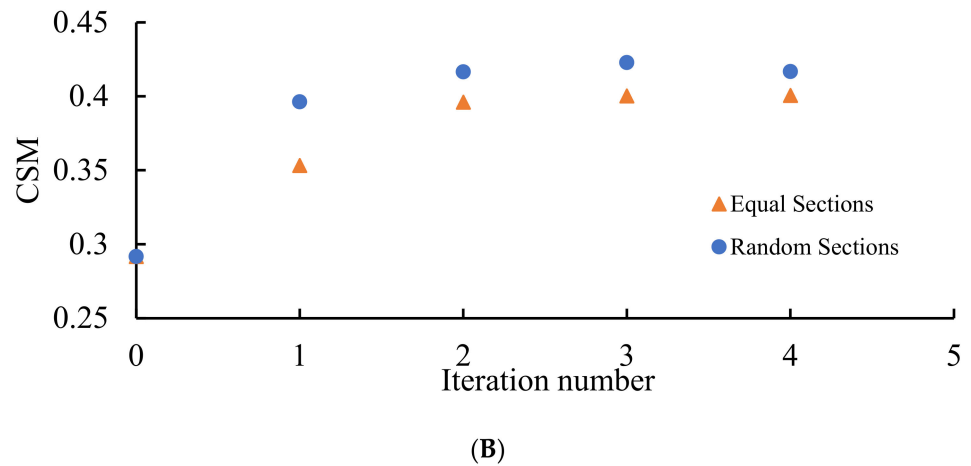 0.45
0.4
0.35
0.3
0.25
CSM
Equal Sections
Random Sections
0 1 2 3 4 5
Iteration number
(B)